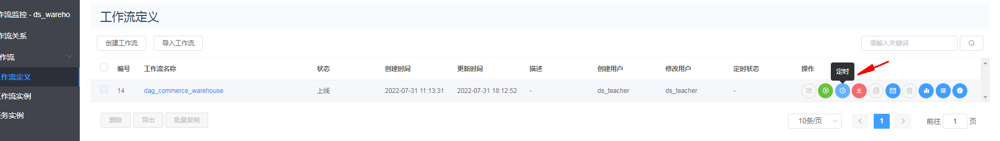 作流监控 - ds_wareho...
作流关系
作流
工作流定义
工作流实例
任务实例
工作流定义
创建工作流 导入工作流 请输入关键词
编号 工作流名称 状态 创建时间 更新时间 描述 创建用户 修改用户 定时状态 操作
定时
14 dag_commerce_warehouse 上线 2022-07-31 11:13:31 2022-07-31 18:12:52 - ds_teacher ds_teacher -
删除 导出 批量复制 10条/页 1 前往 1 页